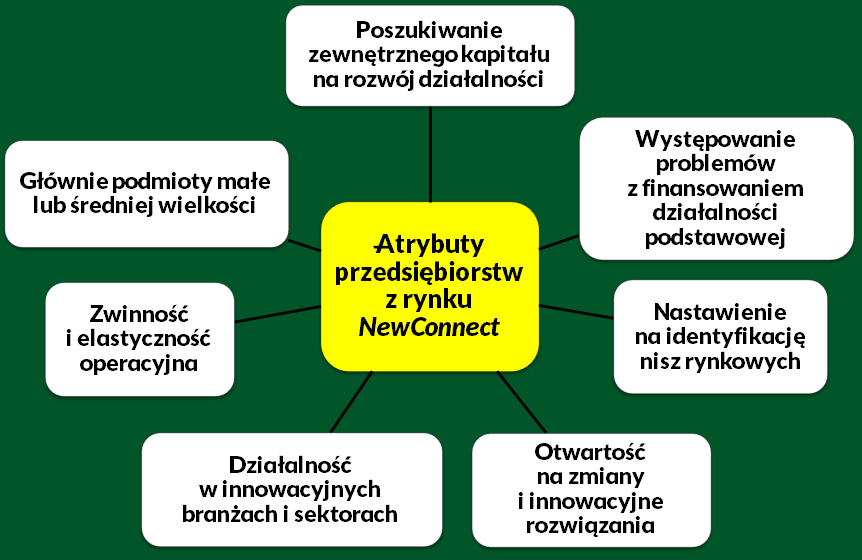 Poszukiwanie
zewnętrznego kapitału
na rozwój działalności
Występowanie
problemów
z finansowaniem
działalności
podstawowej
Głównie podmioty małe
lub średniej wielkości
Atrybuty
przedsiębiorstw
z rynku
NewConnect
Zwinność
i elastyczność
operacyjna
Nastawienie
na identyfikację
nisz rynkowych
Działalność
w innowacyjnych
branżach i sektorach
Otwartość
na zmiany
i innowacyjne
rozwiązania